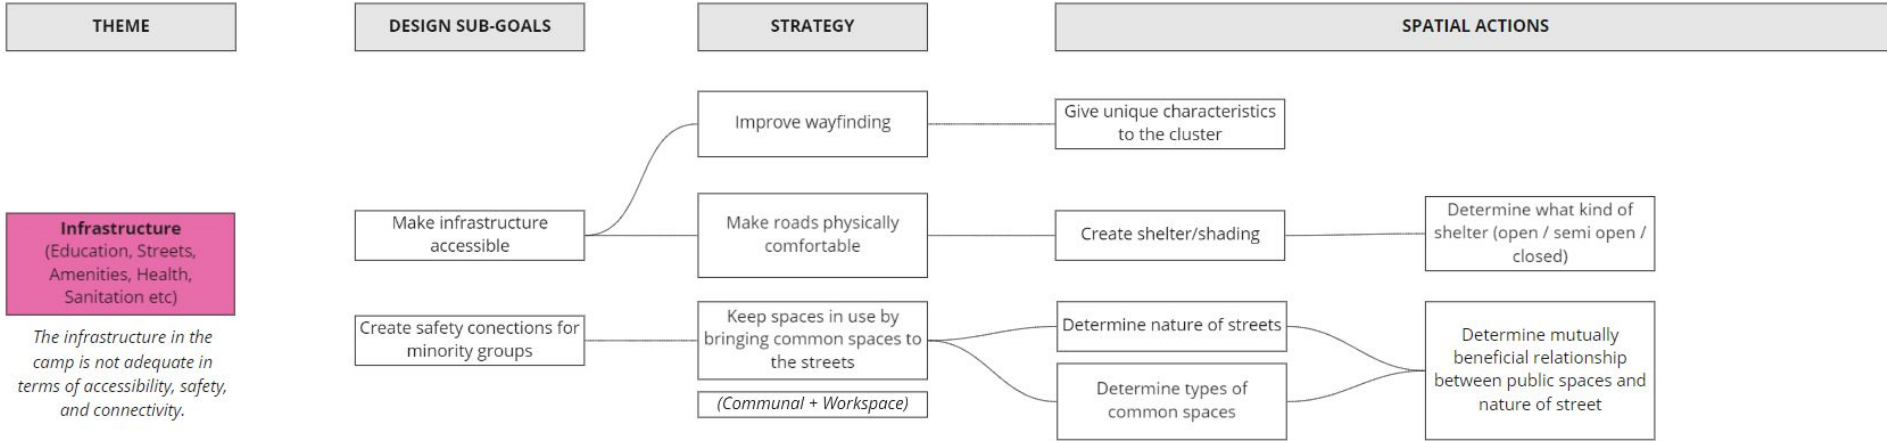 THEME
DESIGN SUB-GOALS
STRATEGY
SPATIAL ACTIONS
Infrastructure
(Education, Streets,
Amenities, Health,
Sanitation etc)
The infrastructure in the
camp is not adequate in
terms of accessibility, safety,
and connectivity.
Make infrastructure
accessible
Improve wayfinding
Give unique characteristics
to the cluster
Make roads physically
comfortable
Create shelter/shading
Determine what kind of
shelter (open / semi open /
closed)
Create safety conections for
minority groups
Keep spaces in use by
bringing common spaces to
the streets
(Communal + Workspace)
Determine nature of streets
Determine types of
common spaces
Determine mutually
beneficial relationship
between public spaces and
nature of street